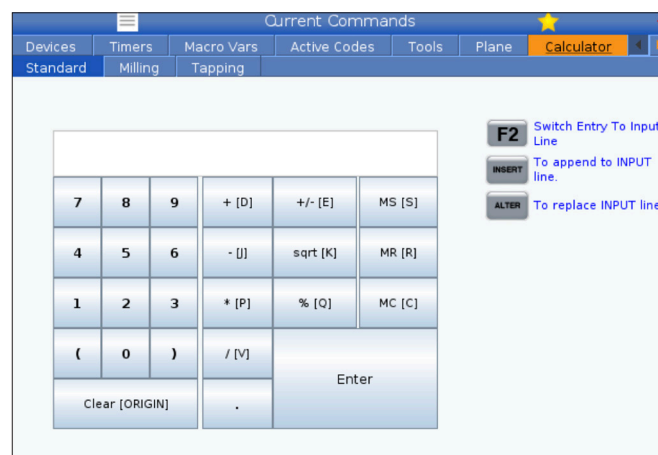 Current Commands
Devices Timers Macro Vars Active Codes Tools Plane Calculator
Standard Milling Tapping
F2 Switch Entry To Input
Line
INSERT To append to INPUT
line.
ALTER To replace INPUT line
7 8 9 + [D] +/- [E] MS [S]
4 5 6 - [J] sqrt [K] MR [R]
1 2 3 * [P] % [Q] MC [C]
( 0 ) / [V]
Enter
Clear [ORIGIN] .